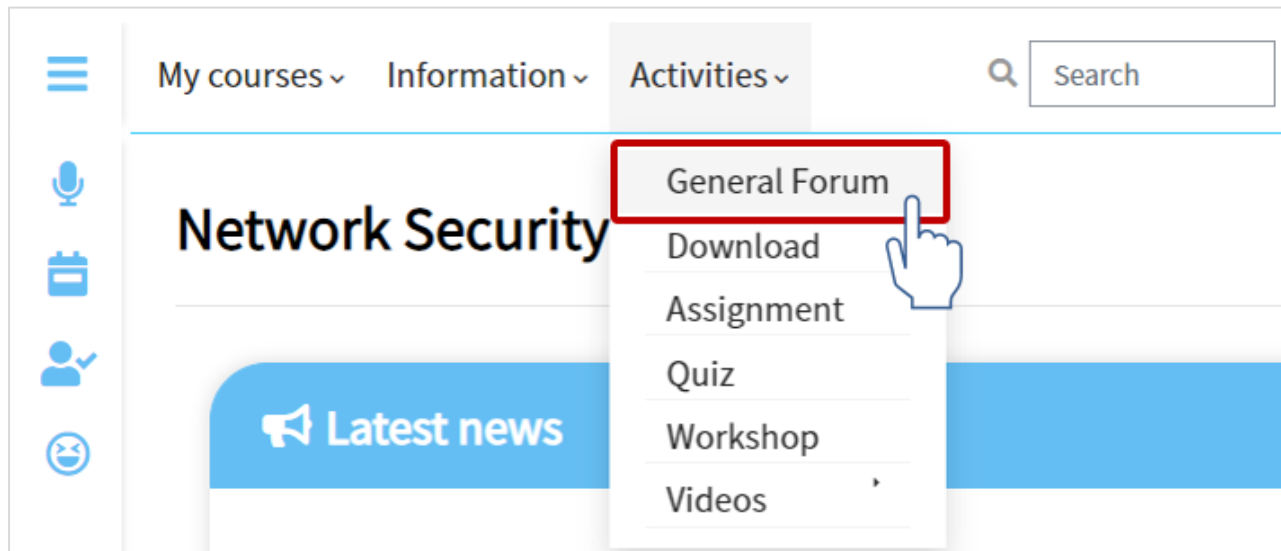 My courses Information Activities Search
General Forum
Network Security
Download
Assignment
Quiz
Latest news
Workshop
Videos